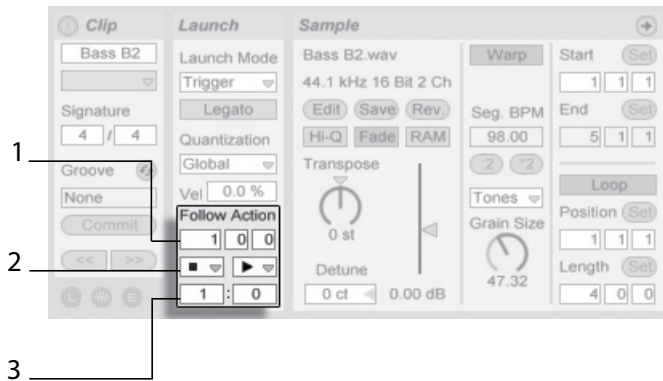 Clip
Bass B2
Signature
4 / 4
Groove
None
Commit
<< >>
L E
Launch
Launch Mode
Trigger
Legato
Quantization
Global
Vel 0.0 %
Follow Action
1 0 0
1 : 0
Sample
Bass B2.wav
44.1 kHz 16 Bit 2 Ch
Edit Save Rev.
Hi-Q Fade RAM
Transpose
0 st
Detune
0 ct 0.00 dB
Warp
Seg. BPM
98.00
:2 *2
Tones
Grain Size
47.32
Start Set
1 1 1
End Set
5 1 1
Loop
Position Set
1 1 1
Length Set
4 0 0
1
2
3